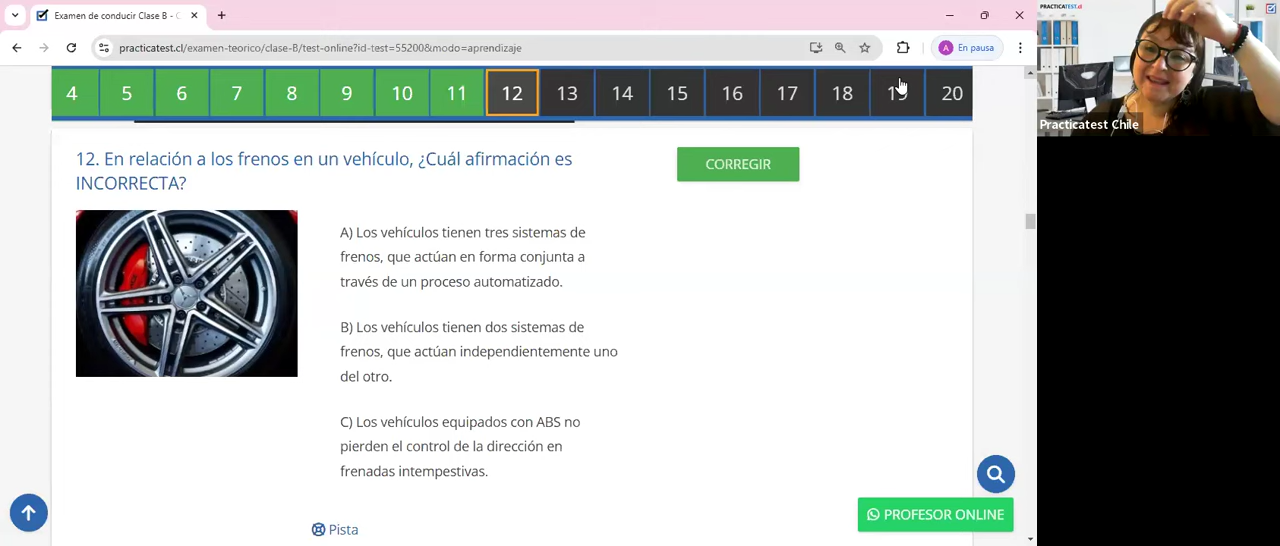 Examen de conducir Clase B - C
practicatest.cl/examen-teorico/clase-B/test-online?id-test=55200&modo=aprendizaje
A En pausa
PRACTICATEST.cl
4 5 6 7 8 9 10 11 12 13 14 15 16 17 18 19 20
Practicatest Chile
12. En relación a los frenos en un vehículo, ¿Cuál afirmación es
INCORRECTA?
CORREGIR
A) Los vehículos tienen tres sistemas de
frenos, que actúan en forma conjunta a
través de un proceso automatizado.
B) Los vehículos tienen dos sistemas de
frenos, que actúan independientemente uno
del otro.
C) Los vehículos equipados con ABS no
pierden el control de la dirección en
frenadas intempestivas.
PROFESOR ONLINE
Pista